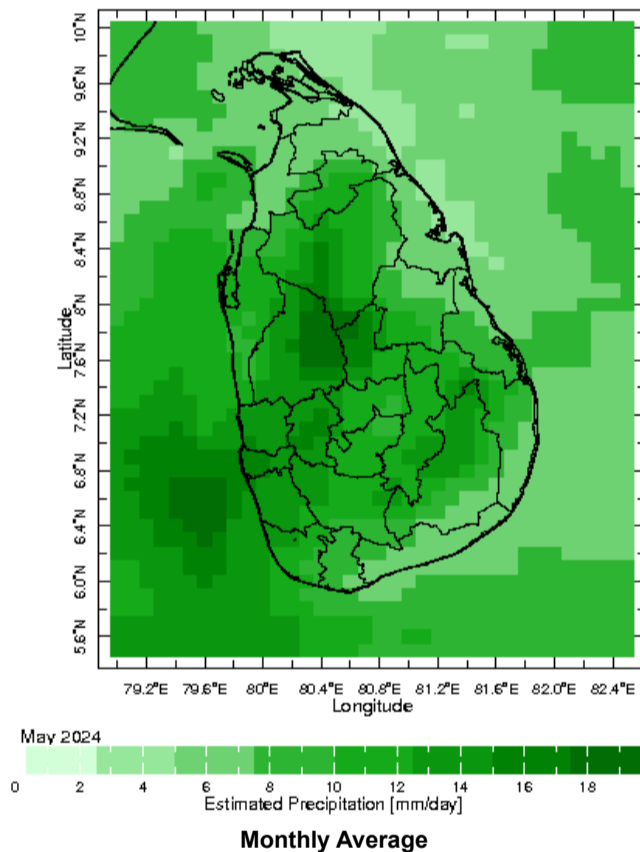 10°N
9.6°N
9.2°N
8.8°N
8.4°N
8°N
7.6°N
7.2°N
6.8°N
6.4°N
6.0°N
5.6°N
Latitude
79.2°E 79.6°E 80°E 80.4°E 80.8°E 81.2°E 81.6°E 82.0°E 82.4°E
Longitude
May 2024
0 2 4 6 8 10 12 14 16 18
Estimated Precipitation [mm/day]
Monthly Average